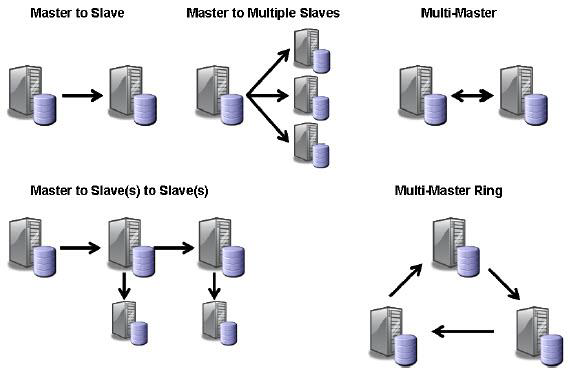 Master to Slave
Master to Multiple Slaves
Multi-Master
Master to Slave(s) to Slave(s)
Multi-Master Ring